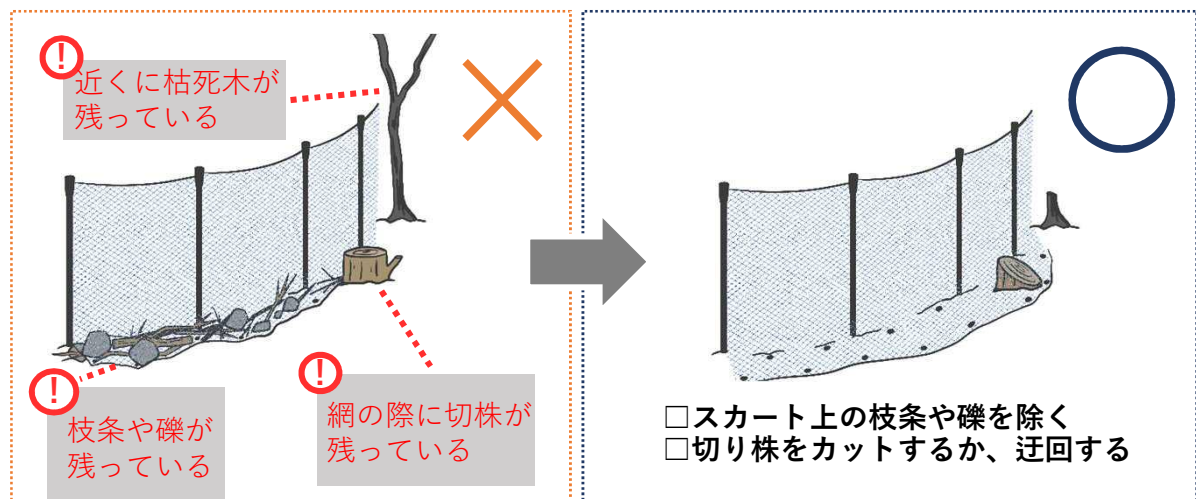 !
近くに枯死木が
残っている
!
枝条や礫が
残っている
!
網の際に切株が
残っている
□スカート上の枝条や礫を除く
□切り株をカットするか、迂回する